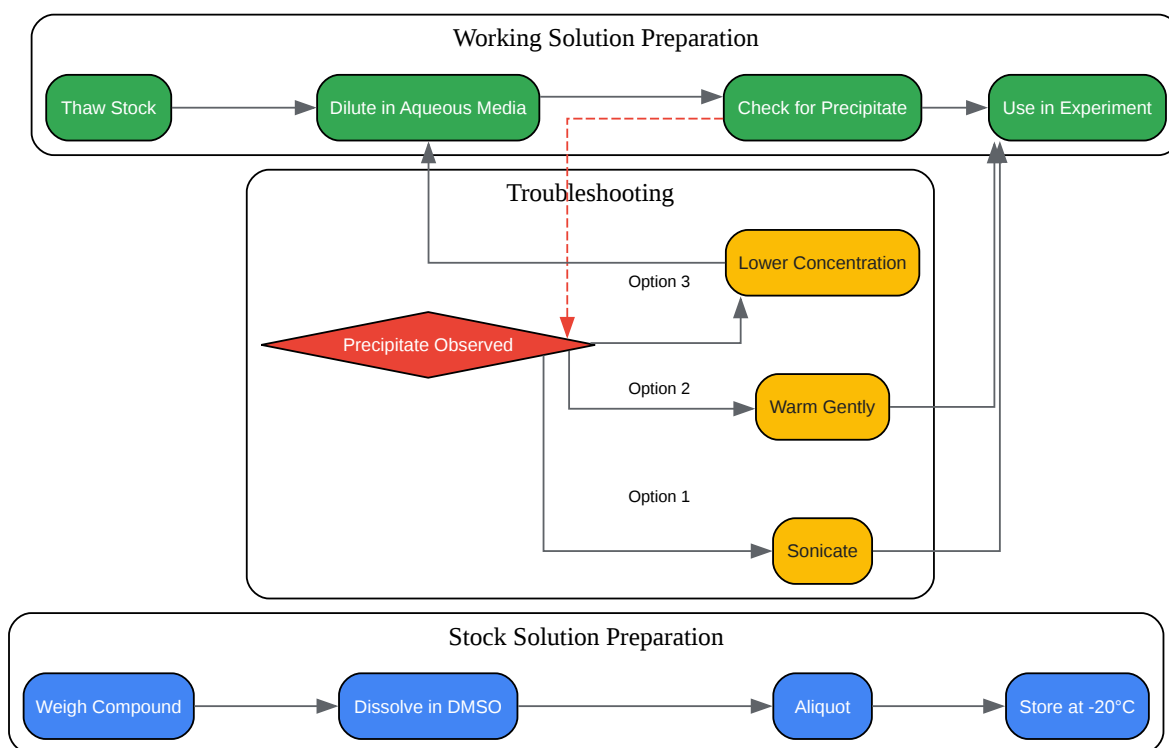 Working Solution Preparation
Thaw Stock
Dilute in Aqueous Media
Check for Precipitate
Use in Experiment
Troubleshooting
Lower Concentration
Option 3
Precipitate Observed
Option 2
Warm Gently
Option 1
Sonicate
Stock Solution Preparation
Weigh Compound
Dissolve in DMSO
Aliquot
Store at -20°C